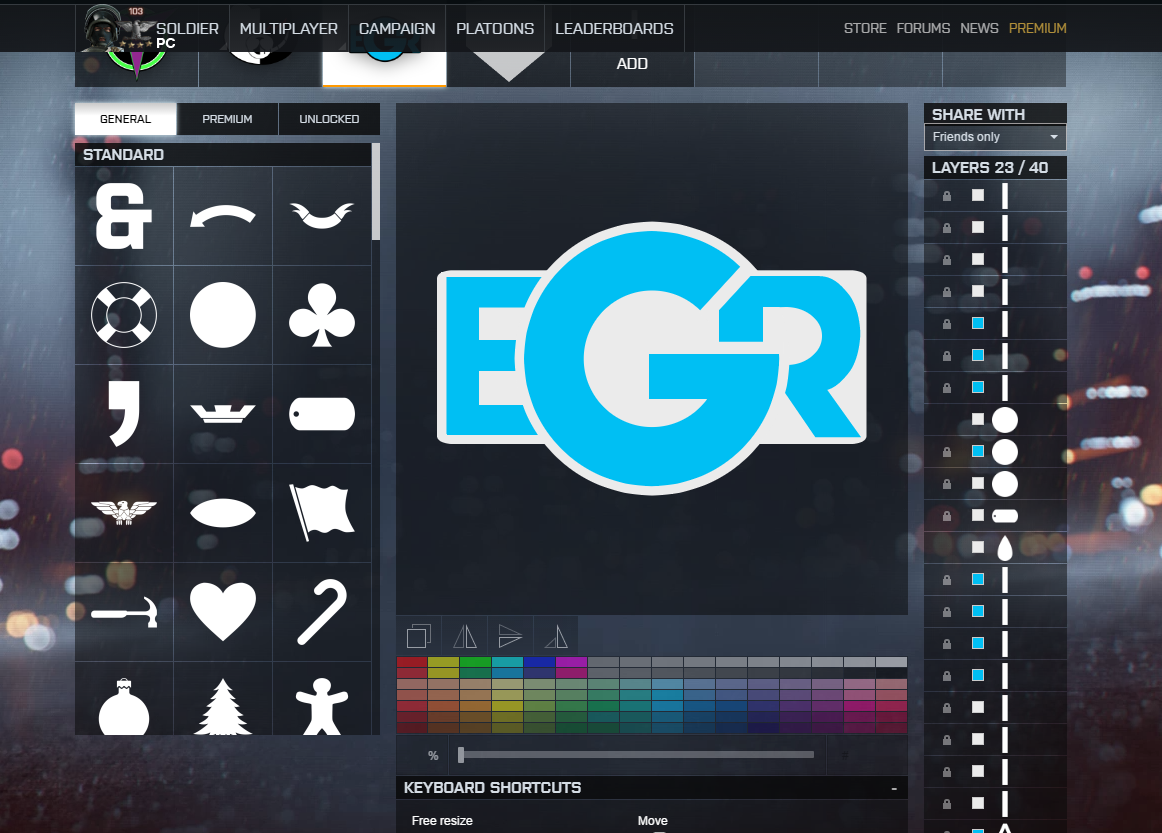 103
SOLDIER
PC
MULTIPLAYER
CAMPAIGN
PLATOONS
LEADERBOARDS
STORE
FORUMS
NEWS
PREMIUM
ADD
GENERAL
PREMIUM
UNLOCKED
STANDARD
&
EGR
SHARE WITH
Friends only
LAYERS 23 / 40
%
KEYBOARD SHORTCUTS
-
Free resize
Move